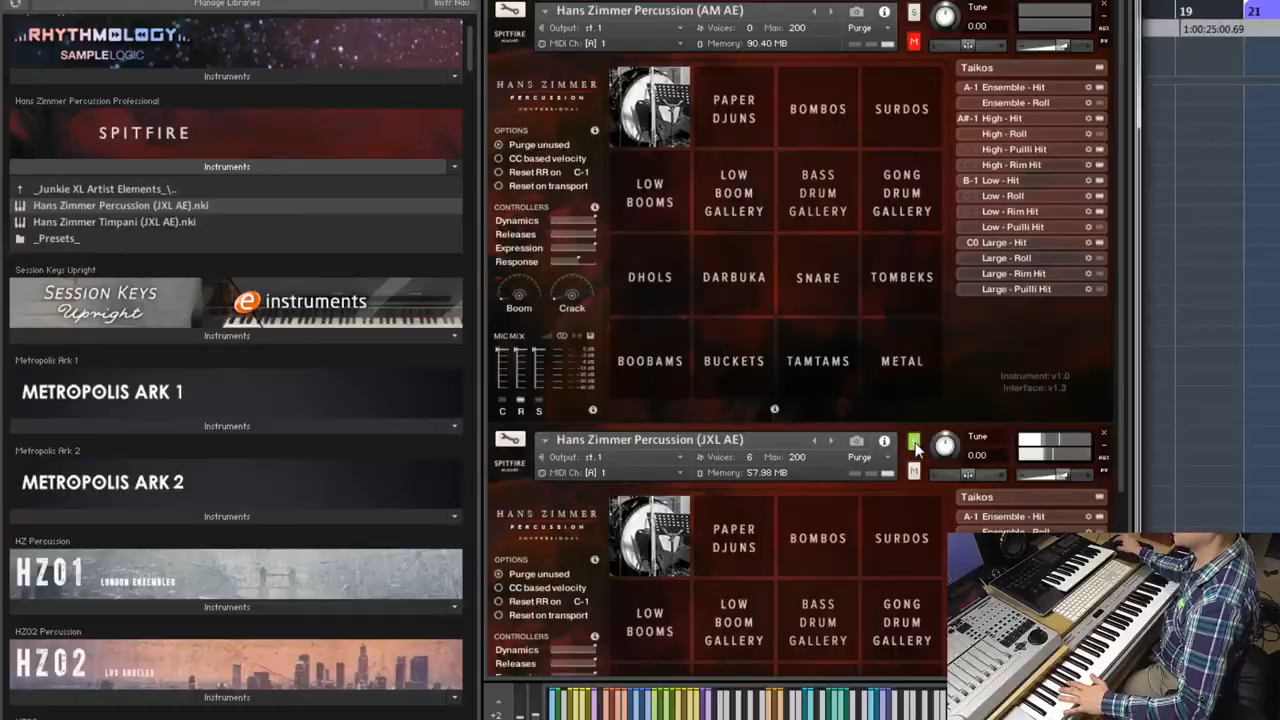 Manage Libraries
Instr Nav
..RHYTHMOLOGY..
SAMPLELOGIC
Instruments
Hans Zimmer Percussion Professional
SPITFIRE
Instruments
_Junkie XL Artist Elements_\..
Hans Zimmer Percussion (JXL AE).nki
Hans Zimmer Timpani (JXL AE).nki
_Presets_
Session Keys Upright
SESSION KEYS
Upright
e instruments
Instruments
Metropolis Ark 1
METROPOLIS ARK 1
Instruments
Metropolis Ark 2
METROPOLIS ARK 2
Instruments
HZ Percussion
HZ01 LONDON ENSEMBLES
Instruments
HZ02 Percussion
HZ02 LOS ANGELES
Instruments
SPITFIRE
Hans Zimmer Percussion (AM AE)
Output: st.1
Voices: 0 Max: 200
Purge
MIDI Ch: [A] 1
Memory: 90.40 MB
S
M
Tune
0.00
AUX
PV
HANS ZIMMER
PERCUSSION
PROFESSIONAL
OPTIONS
Purge unused
CC based velocity
Reset RR on C-1
Reset on transport
CONTROLLERS
Dynamics
Releases
Expression
Response
Boom
Crack
MIC MIX
C R S
PAPER
DJUNS
BOMBOS
SURDOS
LOW
BOOMS
LOW
BOOM
GALLERY
BASS
DRUM
GALLERY
GONG
DRUM
GALLERY
DHOLS
DARBUKA
SNARE
TOMBEKS
BOOBAMS
BUCKETS
TAMTAMS
METAL
Taikos
A-1 Ensemble - Hit
Ensemble - Roll
A#-1 High - Hit
High - Roll
High - Puilli Hit
High - Rim Hit
B-1 Low - Hit
Low - Roll
Low - Rim Hit
Low - Puilli Hit
C0 Large - Hit
Large - Roll
Large - Rim Hit
Large - Puilli Hit
Instrument: v1.0
Interface: v1.3
SPITFIRE
Hans Zimmer Percussion (JXL AE)
Output: st.1
Voices: 6 Max: 200
Purge
MIDI Ch: [A] 1
Memory: 57.98 MB
M
Tune
0.00
AUX
PV
HANS ZIMMER
PERCUSSION
PROFESSIONAL
OPTIONS
Purge unused
CC based velocity
Reset RR on C-1
Reset on transport
CONTROLLERS
Dynamics
Releases
PAPER
DJUNS
BOMBOS
SURDOS
LOW
BOOMS
LOW
BOOM
GALLERY
BASS
DRUM
GALLERY
GONG
DRUM
GALLERY
Taikos
A-1 Ensemble - Hit
19
21
1:00:25:00.69
+2